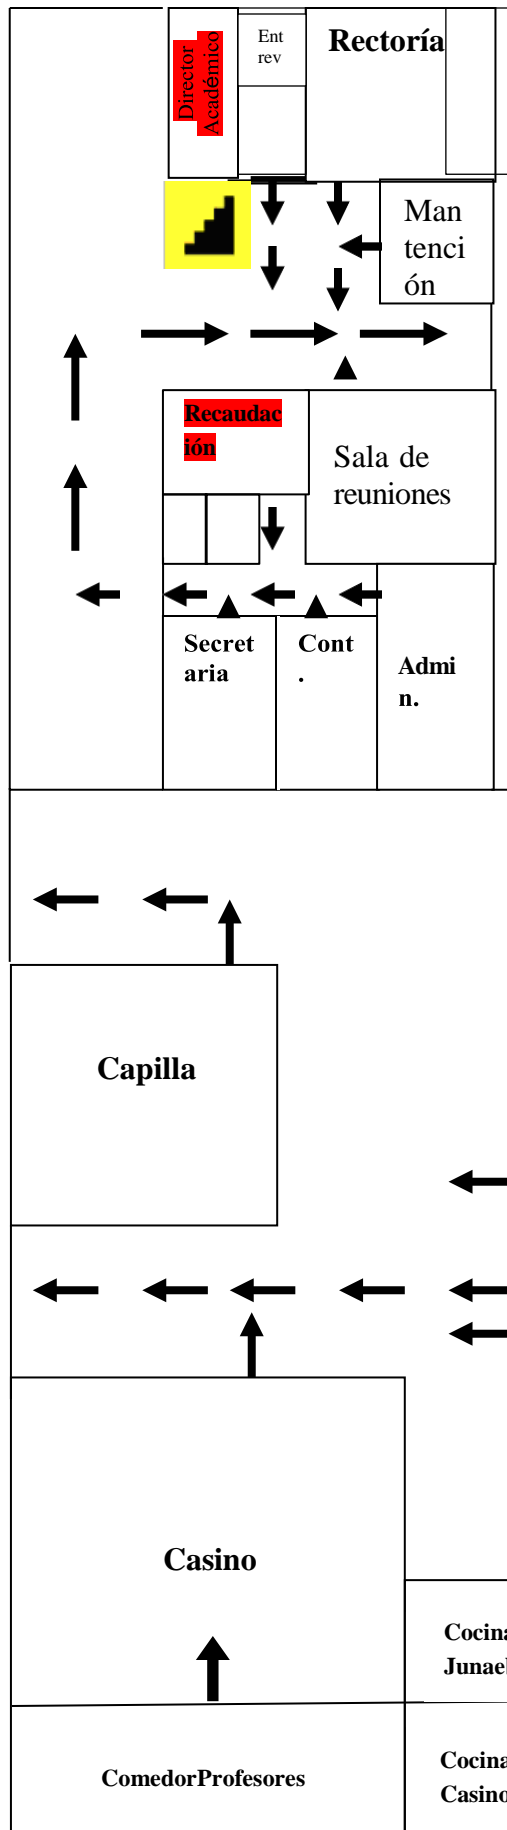 Director
Académico
Ent
rev
Rectoría
Man
tenci
ón
Recaudac
ión
Sala de
reuniones
Secret
aria
Cont
.
Admi
n.
Capilla
Casino
Cocina
Junael
ComedorProfesores
Cocina
Casino